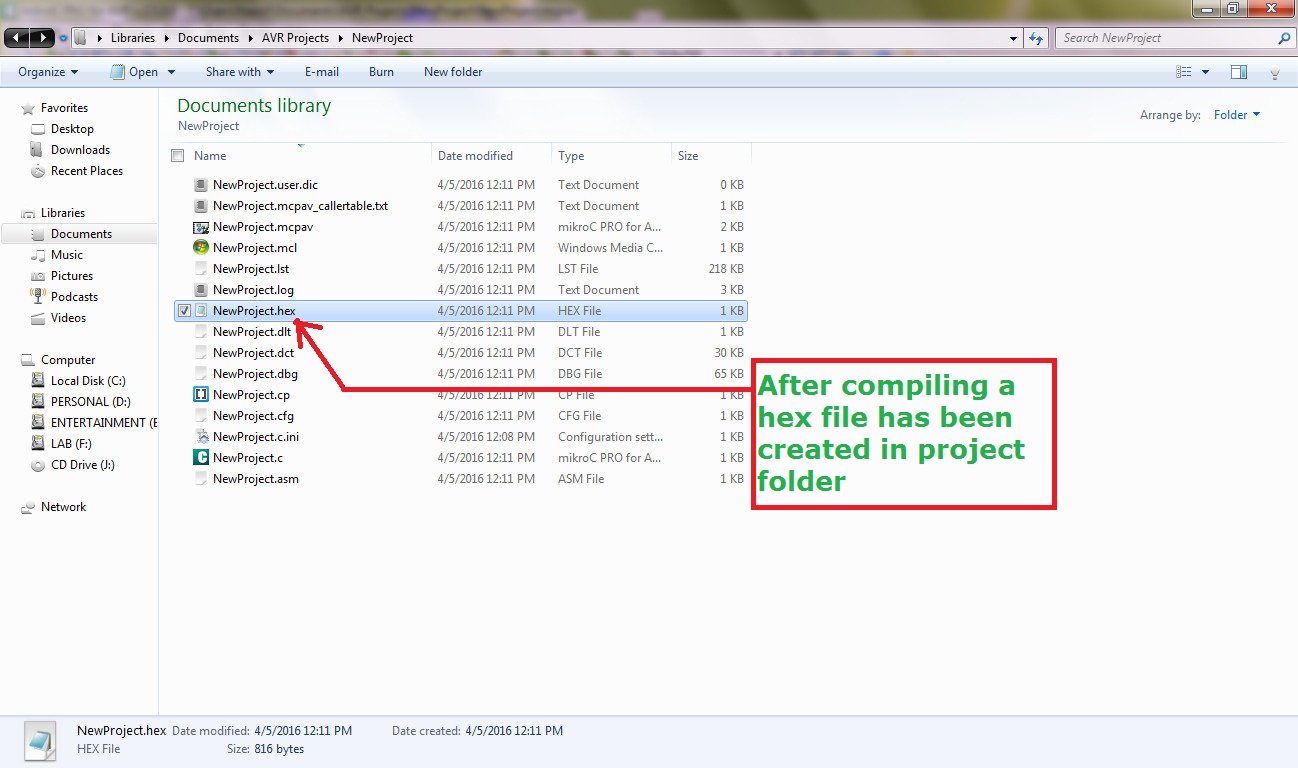 Libraries Documents AVR Projects NewProject
Search NewProject
Organize Open Share with E-mail Burn New folder
Documents library
NewProject
Arrange by: Folder
Favorites
Desktop
Downloads
Recent Places
Libraries
Documents
Music
Pictures
Podcasts
Videos
Computer
Local Disk (C:)
PERSONAL (D:)
ENTERTAINMENT (E
LAB (F:)
CD Drive (J:)
Network
Name Date modified Type Size
NewProject.user.dic 4/5/2016 12:11 PM Text Document 0 KB
NewProject.mcpav_callertable.txt 4/5/2016 12:11 PM Text Document 1 KB
NewProject.mcpav 4/5/2016 12:11 PM mikroC PRO for A... 2 KB
NewProject.mcl 4/5/2016 12:11 PM Windows Media C... 1 KB
NewProject.lst 4/5/2016 12:11 PM LST File 218 KB
NewProject.log 4/5/2016 12:11 PM Text Document 3 KB
NewProject.hex 4/5/2016 12:11 PM HEX File 1 KB
NewProject.dlt 4/5/2016 12:11 PM DLT File 1 KB
NewProject.dct 4/5/2016 12:11 PM DCT File 30 KB
NewProject.dbg 4/5/2016 12:11 PM DBG File 65 KB
NewProject.cp 4/5/2016 12:11 PM CP File 1 KB
NewProject.cfg 4/5/2016 12:11 PM CFG File 1 KB
NewProject.c.ini 4/5/2016 12:08 PM Configuration sett... 1 KB
NewProject.c 4/5/2016 12:11 PM mikroC PRO for A... 1 KB
NewProject.asm 4/5/2016 12:11 PM ASM File 1 KB
After compiling a
hex file has been
created in project
folder
NewProject.hex Date modified: 4/5/2016 12:11 PM Date created: 4/5/2016 12:11 PM
HEX File Size: 816 bytes